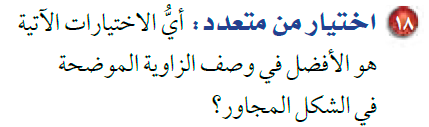 ١٨ اختيار من متعدد: أيُّ الاختيارات الآتية
هو الأفضل في وصف الزاوية الموضحة
في الشكل المجاور؟